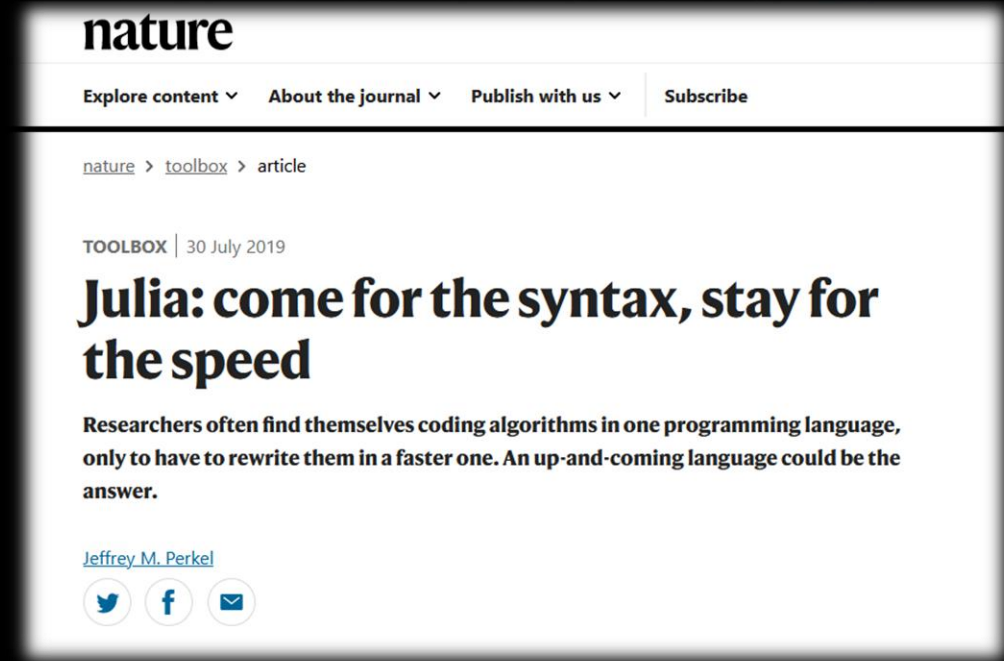 nature
Explore content About the journal Publish with us Subscribe
nature > toolbox > article
TOOLBOX | 30 July 2019
Julia: come for the syntax, stay for
the speed
Researchers often find themselves coding algorithms in one programming language,
only to have to rewrite them in a faster one. An up-and-coming language could be the
answer.
Jeffrey M. Perkel